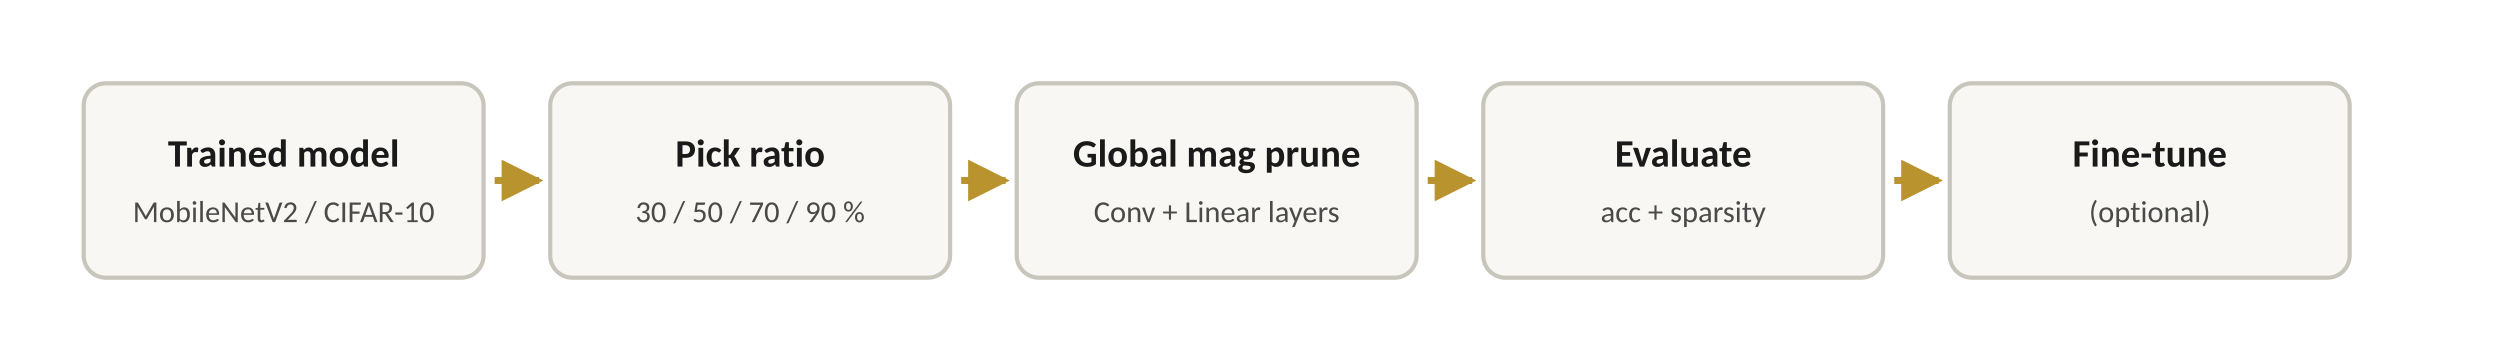 Trained model
MobileNetV2 / CIFAR-10
Pick ratio
30 / 50 / 70 / 90 %
Global mag prune
Conv + Linear layers
Evaluate
acc + sparsity
Fine-tune
(optional)